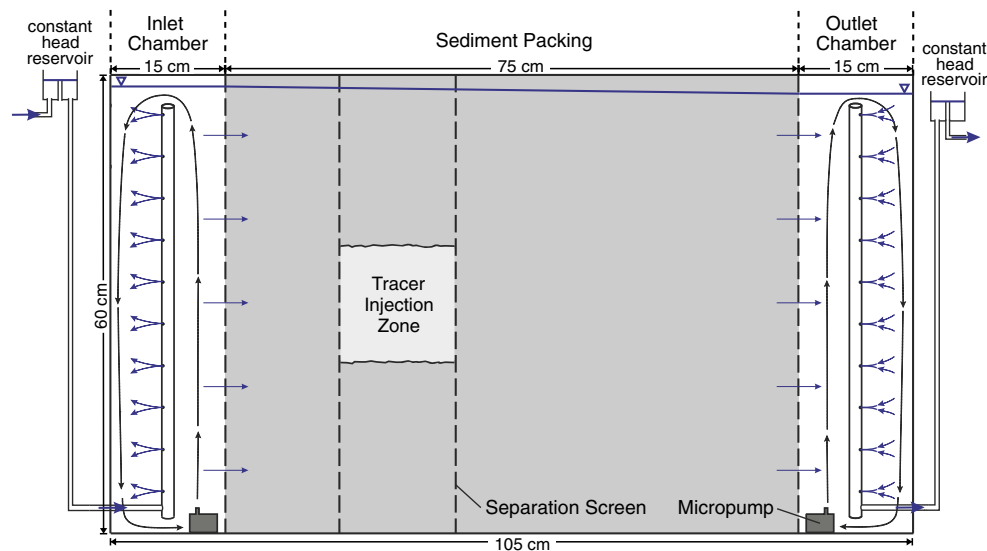 constant
head
reservoir
Inlet
Chamber
15 cm
Sediment Packing
75 cm
Outlet
Chamber
15 cm
constant
head
reservoir
60 cm
Tracer
Injection
Zone
Separation Screen
Micropump
105 cm